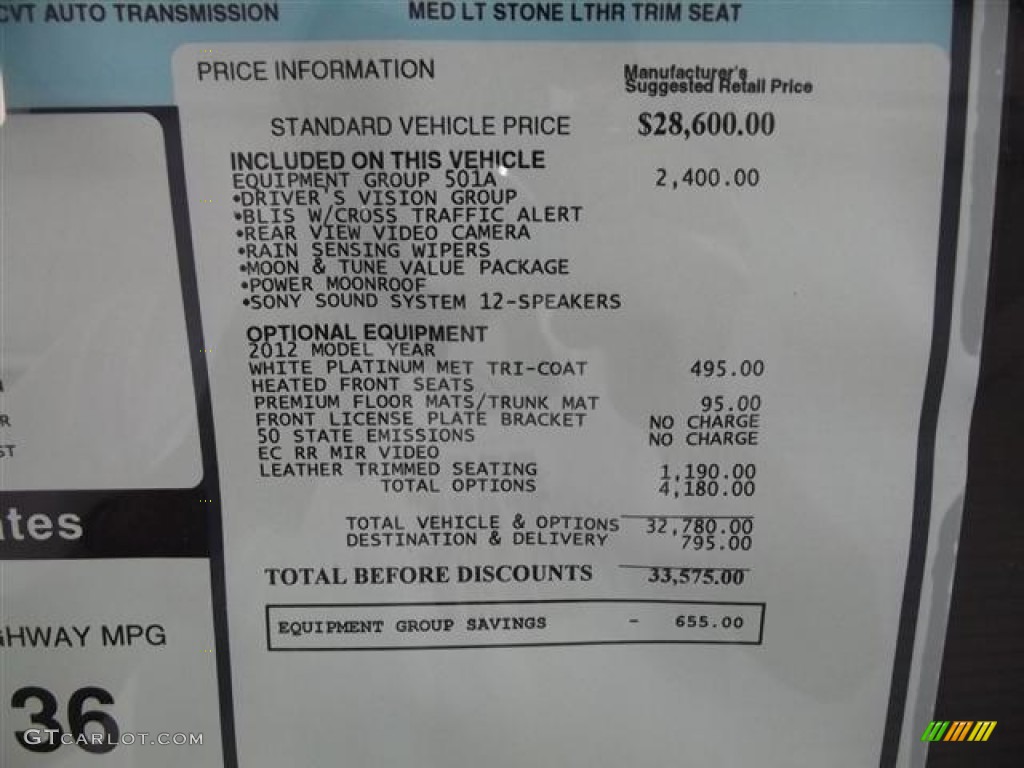 CVT AUTO TRANSMISSION
MED LT STONE LTHR TRIM SEAT
PRICE INFORMATION
Manufacturer's
Suggested Retail Price
STANDARD VEHICLE PRICE $28,600.00
INCLUDED ON THIS VEHICLE
EQUIPMENT GROUP 501A 2,400.00
•DRIVER'S VISION GROUP
•BLIS W/CROSS TRAFFIC ALERT
•REAR VIEW VIDEO CAMERA
•RAIN SENSING WIPERS
•MOON & TUNE VALUE PACKAGE
•POWER MOONROOF
•SONY SOUND SYSTEM 12-SPEAKERS
OPTIONAL EQUIPMENT
2012 MODEL YEAR
WHITE PLATINUM MET TRI-COAT 495.00
HEATED FRONT SEATS
PREMIUM FLOOR MATS/TRUNK MAT 95.00
FRONT LICENSE PLATE BRACKET NO CHARGE
50 STATE EMISSIONS NO CHARGE
EC RR MIR VIDEO
LEATHER TRIMMED SEATING 1,190.00
TOTAL OPTIONS 4,180.00
TOTAL VEHICLE & OPTIONS 32,780.00
DESTINATION & DELIVERY 795.00
TOTAL BEFORE DISCOUNTS 33,575.00
EQUIPMENT GROUP SAVINGS - 655.00
R
ST
tes
GHWAY MPG
36
GTCARLOT.COM